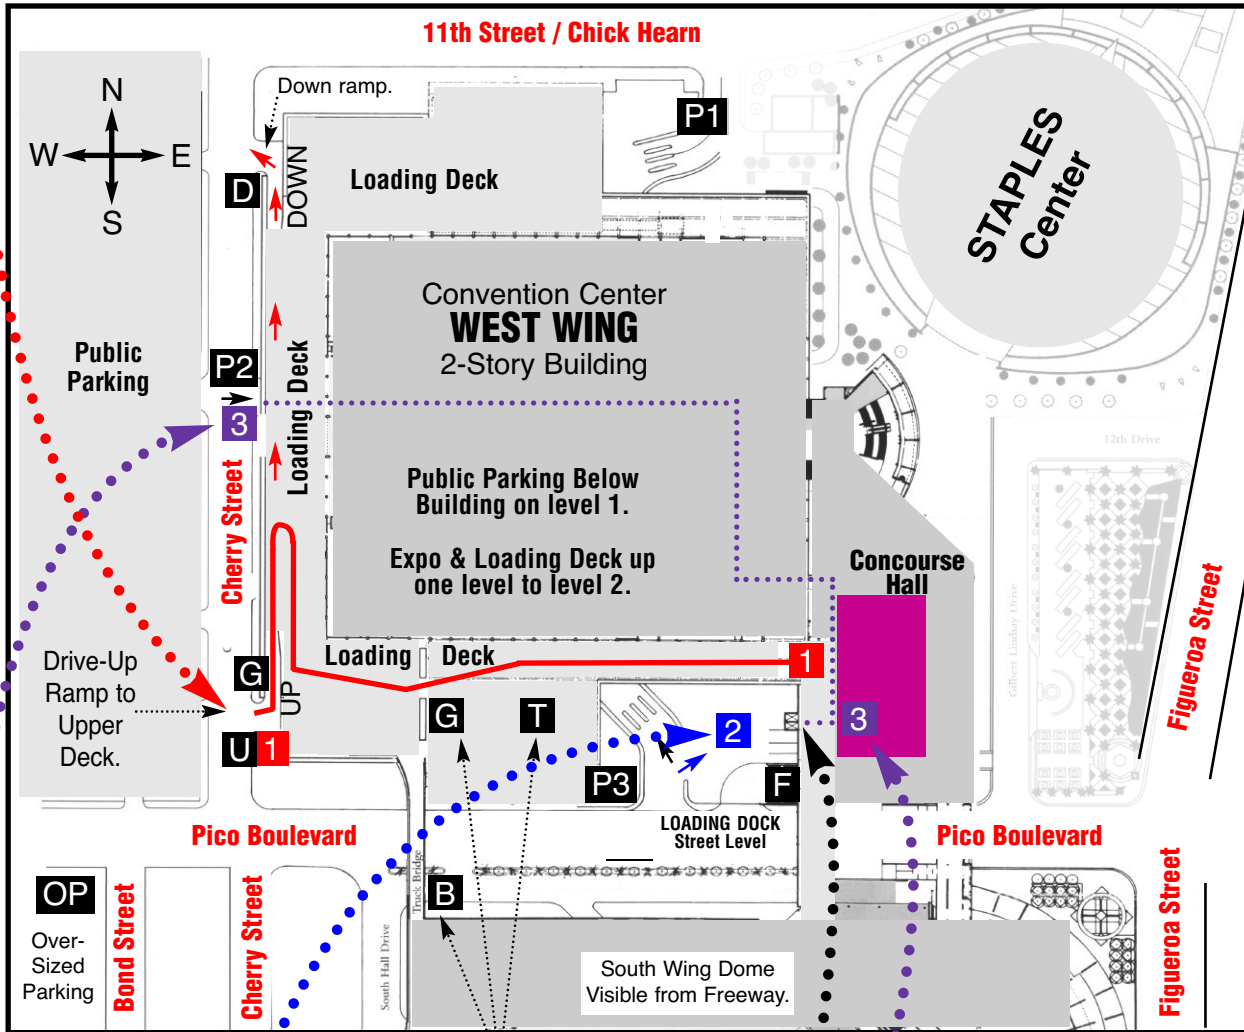 11th Street / Chick Hearn
N
W E
S
Down ramp.
P1
D
DOWN
Loading Deck
STAPLES
Center
Convention Center
WEST WING
2-Story Building
Public
Parking
P2
3
Loading Deck
Cherry Street
12th Drive
Public Parking Below
Building on level 1.
Expo & Loading Deck up
one level to level 2.
Concourse
Hall
Gilbert Lindsay Drive
Figueroa Street
Drive-Up
Ramp to
Upper
Deck.
G
UP
U 1
Loading Deck
1
G
T
2
3
P3
F
LOADING DOCK
Street Level
Pico Boulevard
Pico Boulevard
Truck Bridge
B
OP
Over-
Sized
Parking
Bond Street
Cherry Street
South Hall Drive
South Wing Dome
Visible from Freeway.
Figueroa Street